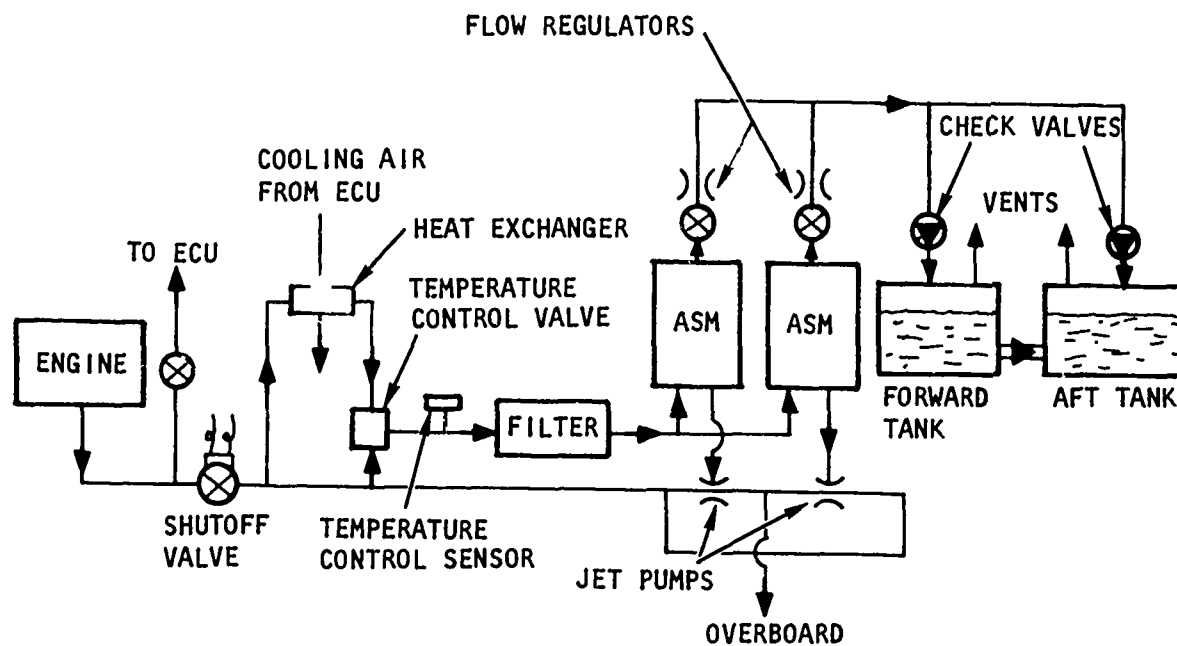 FLOW REGULATORS
CHECK VALVES
COOLING AIR
FROM ECU
VENTS
HEAT EXCHANGER
TO ECU
TEMPERATURE
CONTROL VALVE
ASM
ASM
ENGINE
FILTER
FORWARD
TANK
AFT TANK
SHUTOFF
VALVE
TEMPERATURE
CONTROL SENSOR
JET PUMPS
OVERBOARD